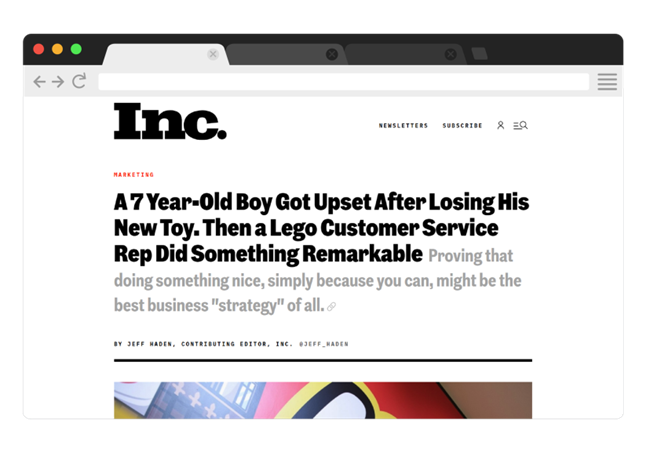 Inc.
NEWSLETTERS SUBSCRIBE
MARKETING
A 7 Year-Old Boy Got Upset After Losing His
New Toy. Then a Lego Customer Service
Rep Did Something Remarkable Proving that
doing something nice, simply because you can, might be the
best business "strategy" of all.
BY JEFF HADEN, CONTRIBUTING EDITOR, INC. @JEFF_HADEN